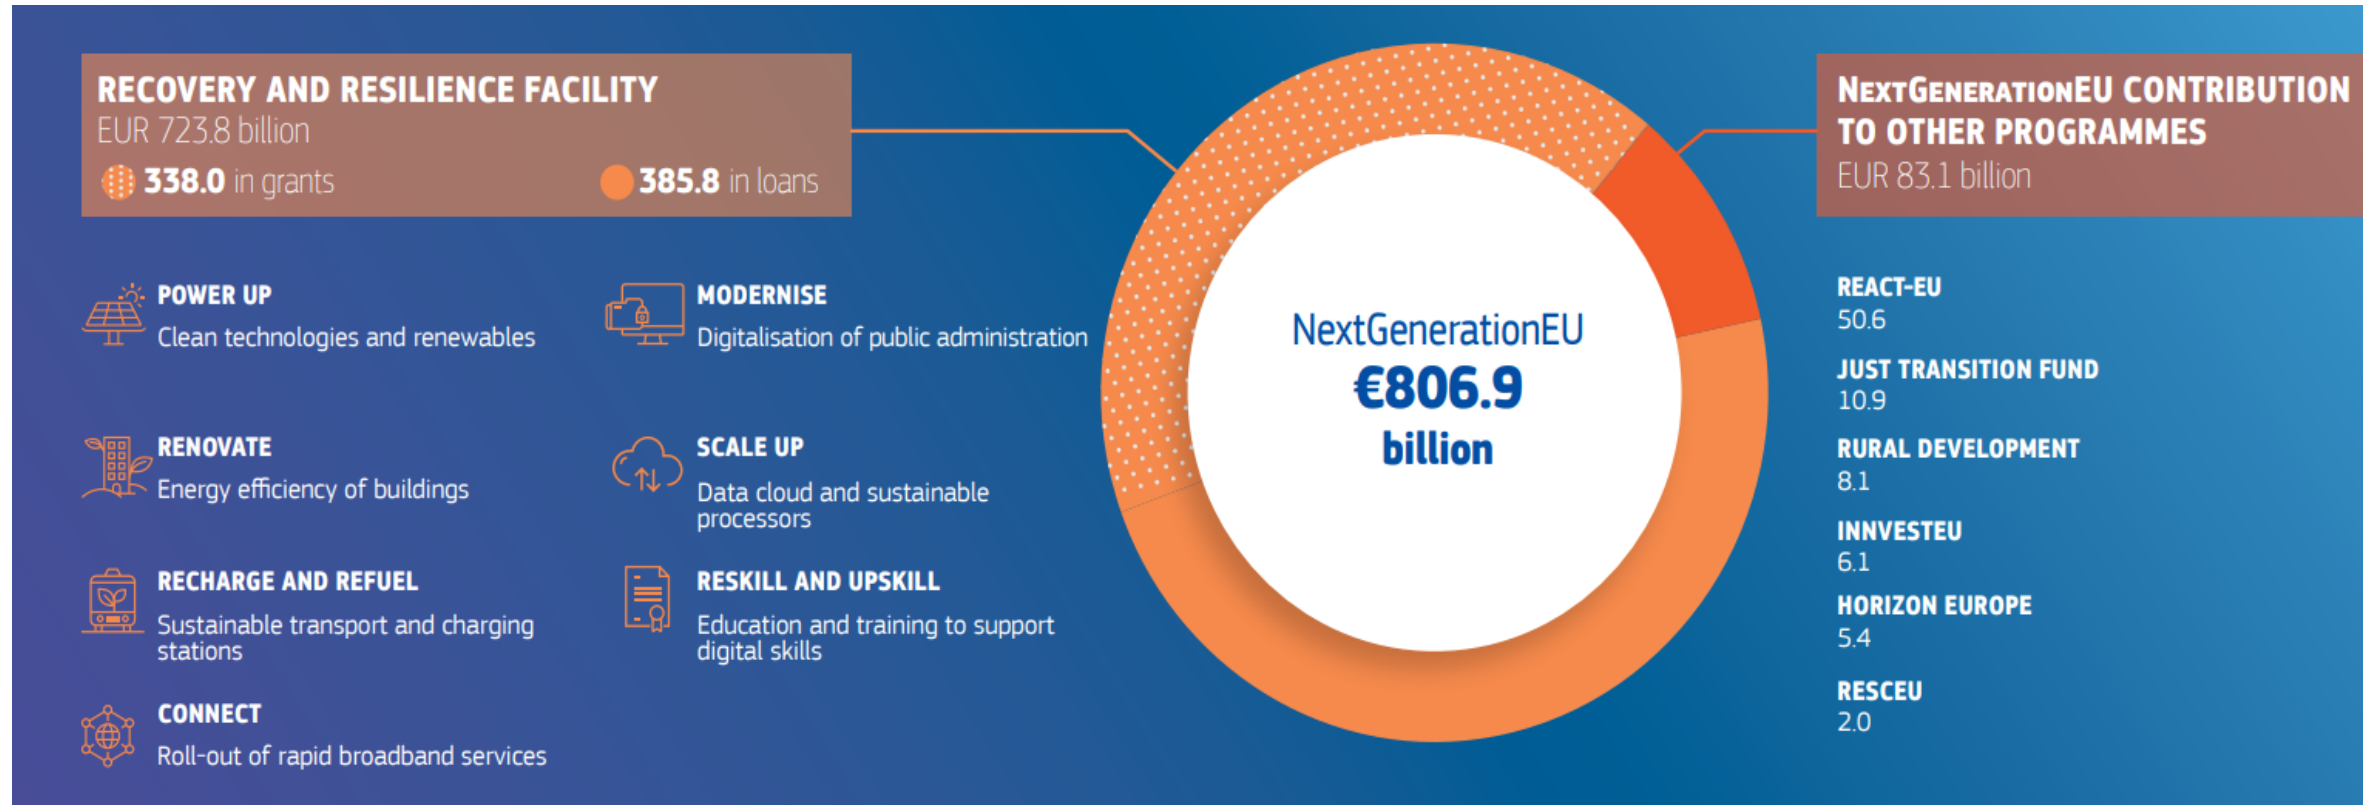 RECOVERY AND RESILIENCE FACILITY
EUR 723.8 billion
338.0 in grants
385.8 in loans
POWER UP
Clean technologies and renewables
MODERNISE
Digitalisation of public administration
RENOVATE
Energy efficiency of buildings
SCALE UP
Data cloud and sustainable
processors
RECHARGE AND REFUEL
Sustainable transport and charging
stations
RESKILL AND UPSKILL
Education and training to support
digital skills
CONNECT
Roll-out of rapid broadband services
NextGenerationEU
€806.9
billion
NEXTGENERATIONEU CONTRIBUTION
TO OTHER PROGRAMMES
EUR 83.1 billion
REACT-EU
50.6
JUST TRANSITION FUND
10.9
RURAL DEVELOPMENT
8.1
INNVESTEU
6.1
HORIZON EUROPE
5.4
RESCEU
2.0